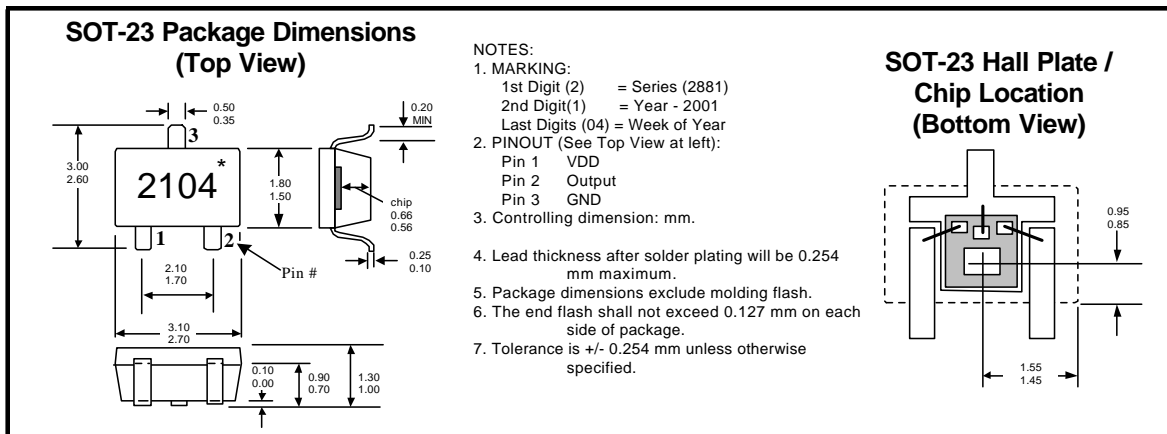 SOT-23 Package Dimensions
(Top View)
0.50
0.35
3
3.00
2.60
2104 *
1
2
Pin #
2.10
1.70
3.10
2.70
1.80
1.50
0.20
MIN
chip
0.66
0.56
0.25
0.10
0.10
0.00
0.90
0.70
1.30
1.00
NOTES:
1. MARKING:
1st Digit (2) = Series (2881)
2nd Digit(1) = Year - 2001
Last Digits (04) = Week of Year
2. PINOUT (See Top View at left):
Pin 1 VDD
Pin 2 Output
Pin 3 GND
3. Controlling dimension: mm.
4. Lead thickness after solder plating will be 0.254
mm maximum.
5. Package dimensions exclude molding flash.
6. The end flash shall not exceed 0.127 mm on each
side of package.
7. Tolerance is +/- 0.254 mm unless otherwise
specified.
SOT-23 Hall Plate /
Chip Location
(Bottom View)
0.95
0.85
1.55
1.45